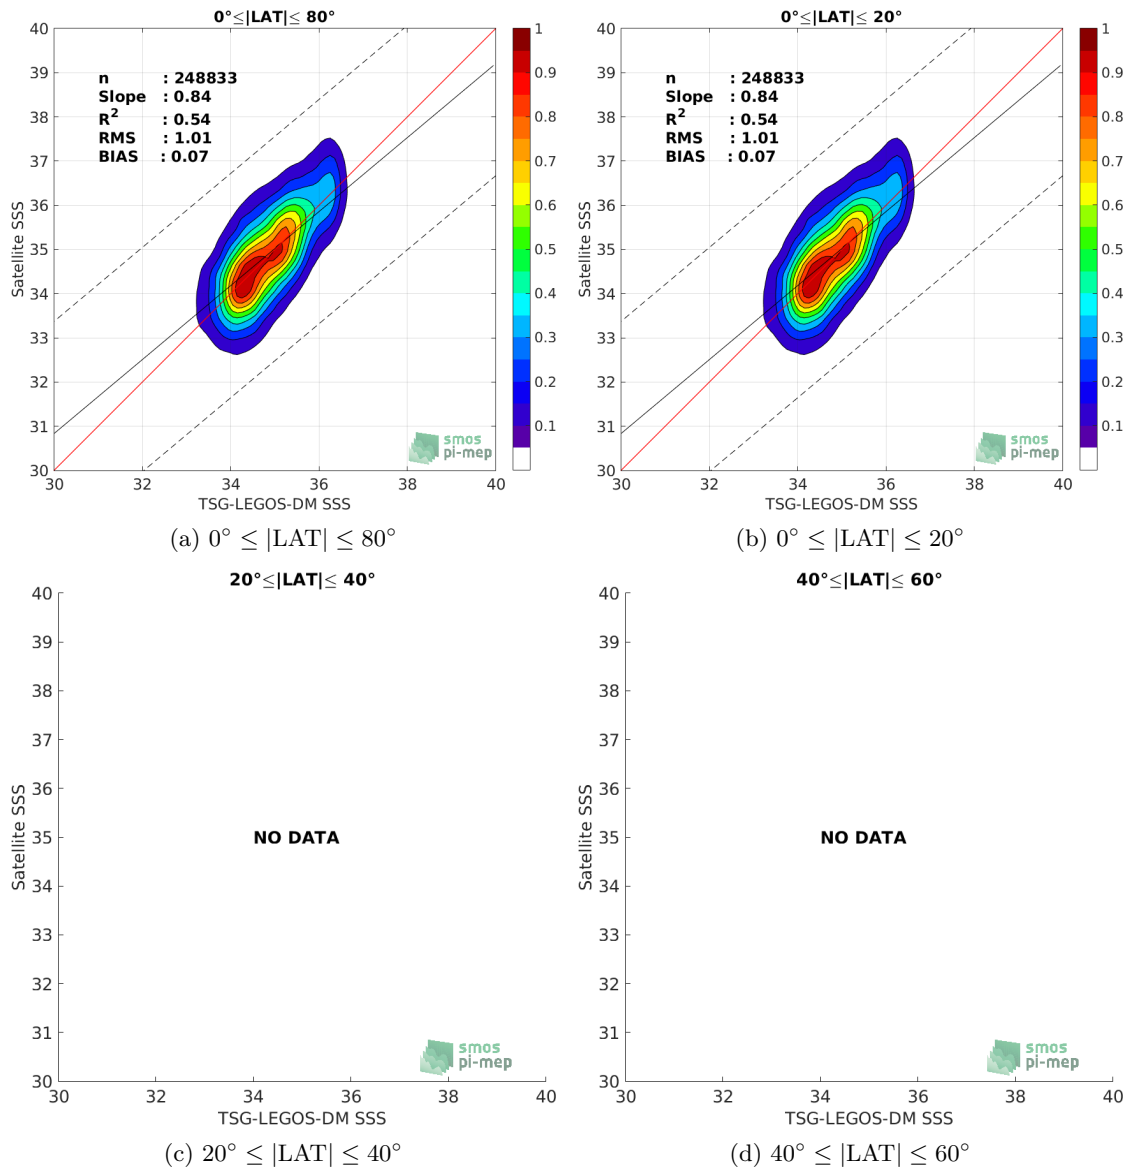 0°≤|LAT|≤ 80°
40
39
38
37
36
35
34
33
32
31
30
Satellite SSS
n : 248833
Slope : 0.84
R2 : 0.54
RMS : 1.01
BIAS : 0.07
smos
pi-mep
30 32 34 36 38 40
TSG-LEGOS-DM SSS
1
0.9
0.8
0.7
0.6
0.5
0.4
0.3
0.2
0.1
(a) 0° ≤ |LAT| ≤ 80°
0°≤|LAT|≤ 20°
40
39
38
37
36
35
34
33
32
31
30
Satellite SSS
n : 248833
Slope : 0.84
R2 : 0.54
RMS : 1.01
BIAS : 0.07
smos
pi-mep
30 32 34 36 38 40
TSG-LEGOS-DM SSS
1
0.9
0.8
0.7
0.6
0.5
0.4
0.3
0.2
0.1
(b) 0° ≤ |LAT| ≤ 20°
20°≤|LAT|≤ 40°
40
39
38
37
36
35
34
33
32
31
30
Satellite SSS
NO DATA
smos
pi-mep
30 32 34 36 38 40
TSG-LEGOS-DM SSS
(c) 20° ≤ |LAT| ≤ 40°
40°≤|LAT|≤ 60°
40
39
38
37
36
35
34
33
32
31
30
Satellite SSS
NO DATA
smos
pi-mep
30 32 34 36 38 40
TSG-LEGOS-DM SSS
(d) 40° ≤ |LAT| ≤ 60°